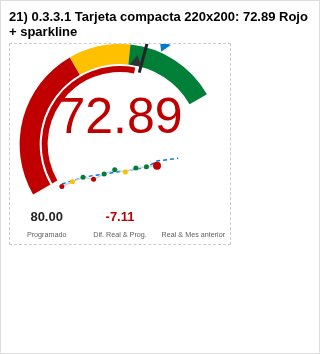 21) 0.3.3.1 Tarjeta compacta 220x200: 72.89 Rojo
+ sparkline
72.89
80.00 -7.11
Programado Dif. Real & Prog. Real & Mes anterior